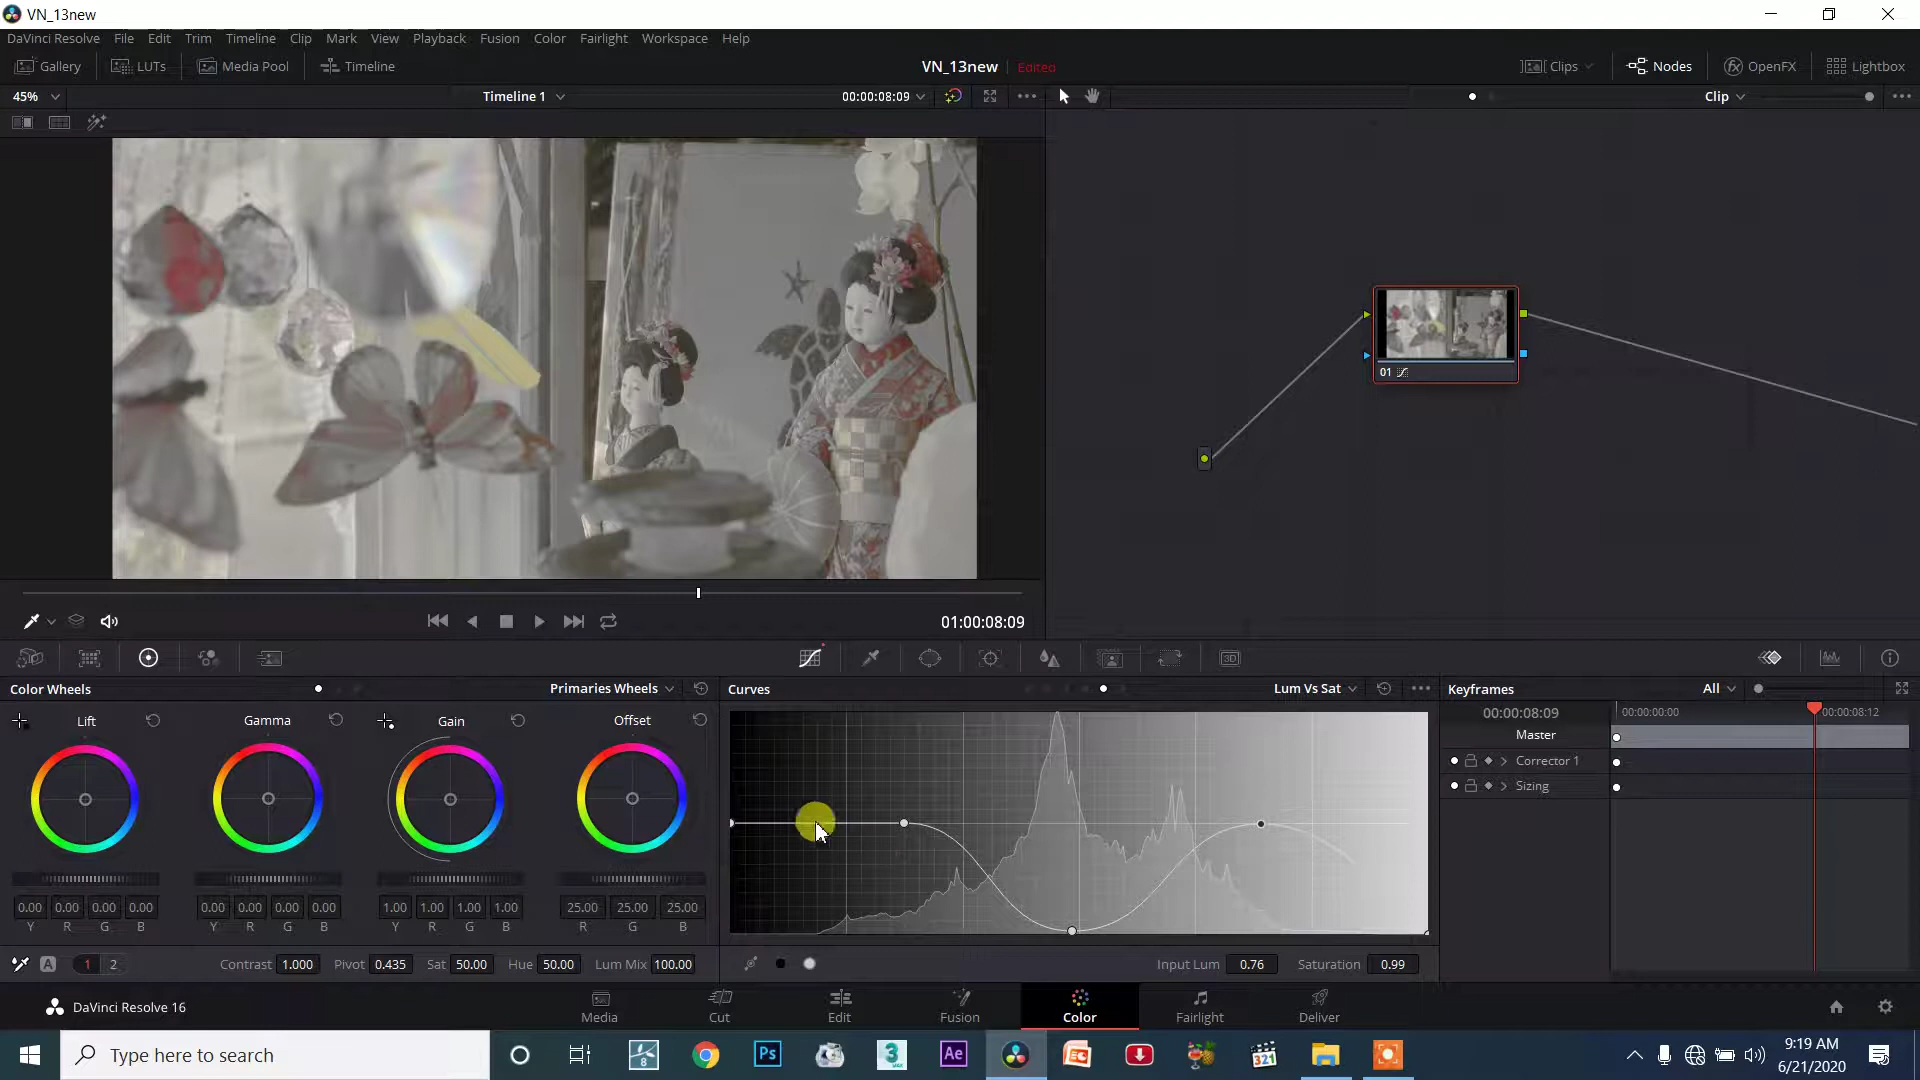 VN_13new
DaVinci Resolve File Edit Trim Timeline Clip Mark View Playback Fusion Color Fairlight Workspace Help
Gallery LUTs Media Pool Timeline VN_13new Edited Clips Nodes OpenFX Lightbox
45% Timeline 1 00:00:08:09 Clip
01
01:00:08:09
3D
Color Wheels Primaries Wheels Curves Lum Vs Sat Keyframes All
Lift Gamma Gain Offset 00:00:08:09 00:00:00:00 00:00:08:12
Master
Corrector 1
Sizing
0.00 0.00 0.00 0.00 0.00 0.00 0.00 0.00 1.00 1.00 1.00 1.00 25.00 25.00 25.00
Y R G B Y R G B Y R G B R G B
A 1 2 Contrast 1.000 Pivot 0.435 Sat 50.00 Hue 50.00 Lum Mix 100.00 Input Lum 0.76 Saturation 0.99
DaVinci Resolve 16 Media Cut Edit Fusion Color Fairlight Deliver
Type here to search 8 Ps 3 Ae 321 9:19 AM
6/21/2020